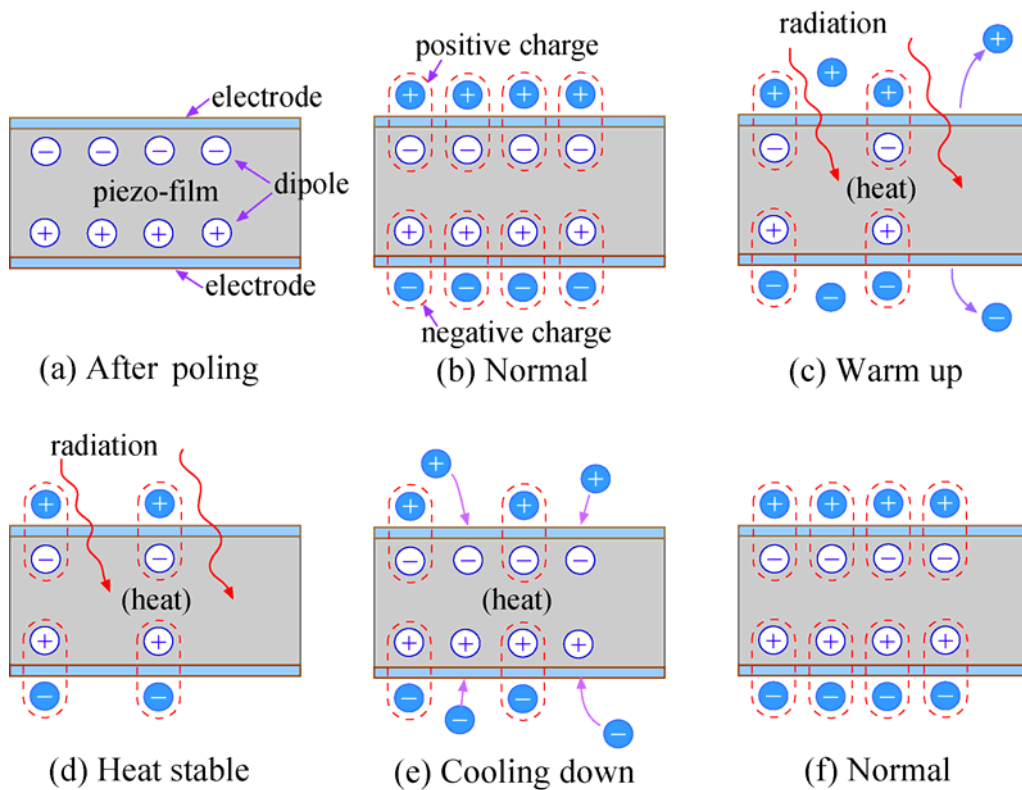 electrode
− − − −
piezo-film
dipole
+ + + +
electrode
(a) After poling
positive charge
+ + + +
− − − −
+ + + +
− − − −
negative charge
(b) Normal
radiation
+ + + +
− −
(heat)
+ +
− − − −
(c) Warm up
radiation
+ +
− −
(heat)
+ +
− −
(d) Heat stable
+ + + +
− − − −
(heat)
+ + + +
− − − −
(e) Cooling down
+ + + +
− − − −
+ + + +
− − − −
(f) Normal